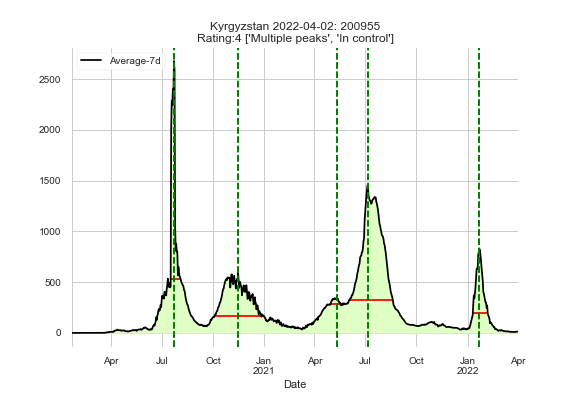 Kyrgyzstan 2022-04-02: 200955
Rating:4 ['Multiple peaks', 'In control']
Average-7d
2500
2000
1500
1000
500
0
Apr Jul Oct Jan Apr Jul Oct Jan Apr
2021 2022
Date